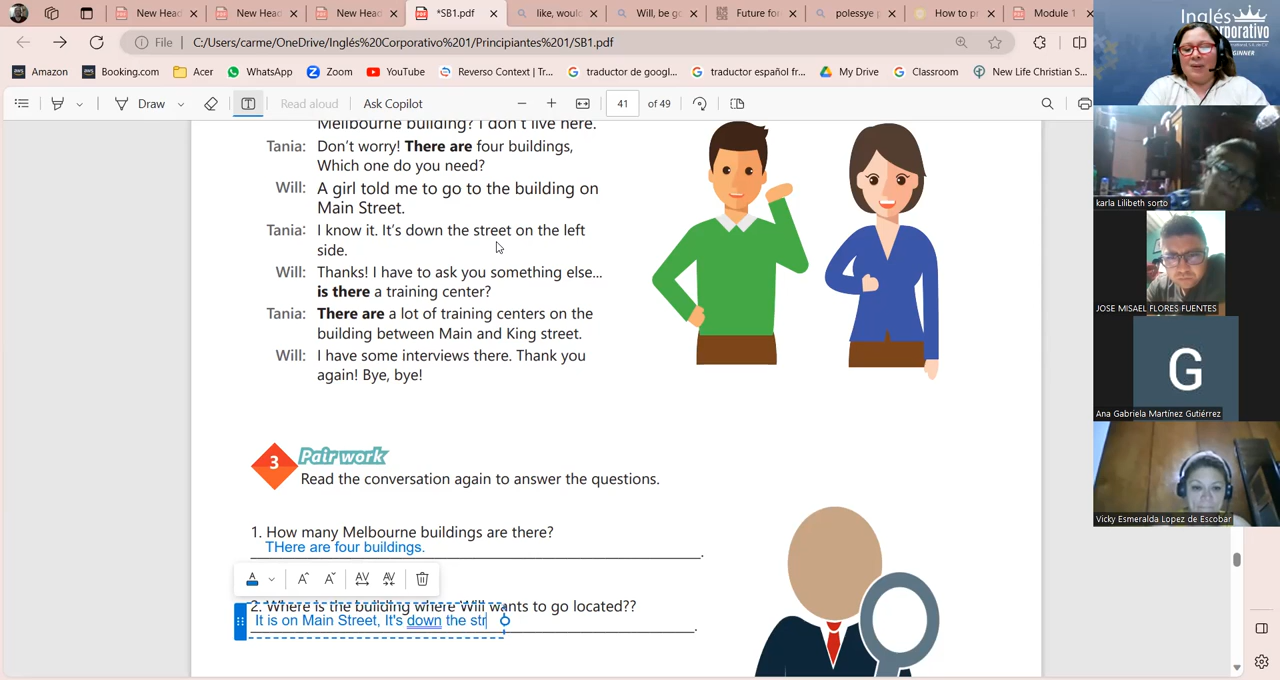 New Head
New Head
New Head
*SB1.pdf
like, wou
Will, be g
Future for
polessye p
How to p
Module 1
File
C:/Users/carme/OneDrive/Inglés%20Corporativo%201/Principiantes%201/SB1.pdf
Amazon
Booking.com
Acer
WhatsApp
Zoom
YouTube
Reverso Context | Tr...
traductor de googl...
traductor español fr...
My Drive
Classroom
New Life Christian S...
Draw
Read aloud
Ask Copilot
41 of 49
Inglés
Corporativo
Melbourne building? I don't live here.
Tania: Don't worry! There are four buildings,
Which one do you need?
Will: A girl told me to go to the building on
Main Street.
Tania: I know it. It's down the street on the left
side.
Will: Thanks! I have to ask you something else...
is there a training center?
Tania: There are a lot of training centers on the
building between Main and King street.
Will: I have some interviews there. Thank you
again! Bye, bye!
3 Pair work
Read the conversation again to answer the questions.
1. How many Melbourne buildings are there?
THere are four buildings.
2. Where is the building where Will wants to go located??
It is on Main Street, It's down the str
karla Lilibeth sorto
JOSE MISAEL FLORES FUENTES
G
Ana Gabriela Martínez Gutiérrez
Vicky Esmeralda Lopez de Escobar